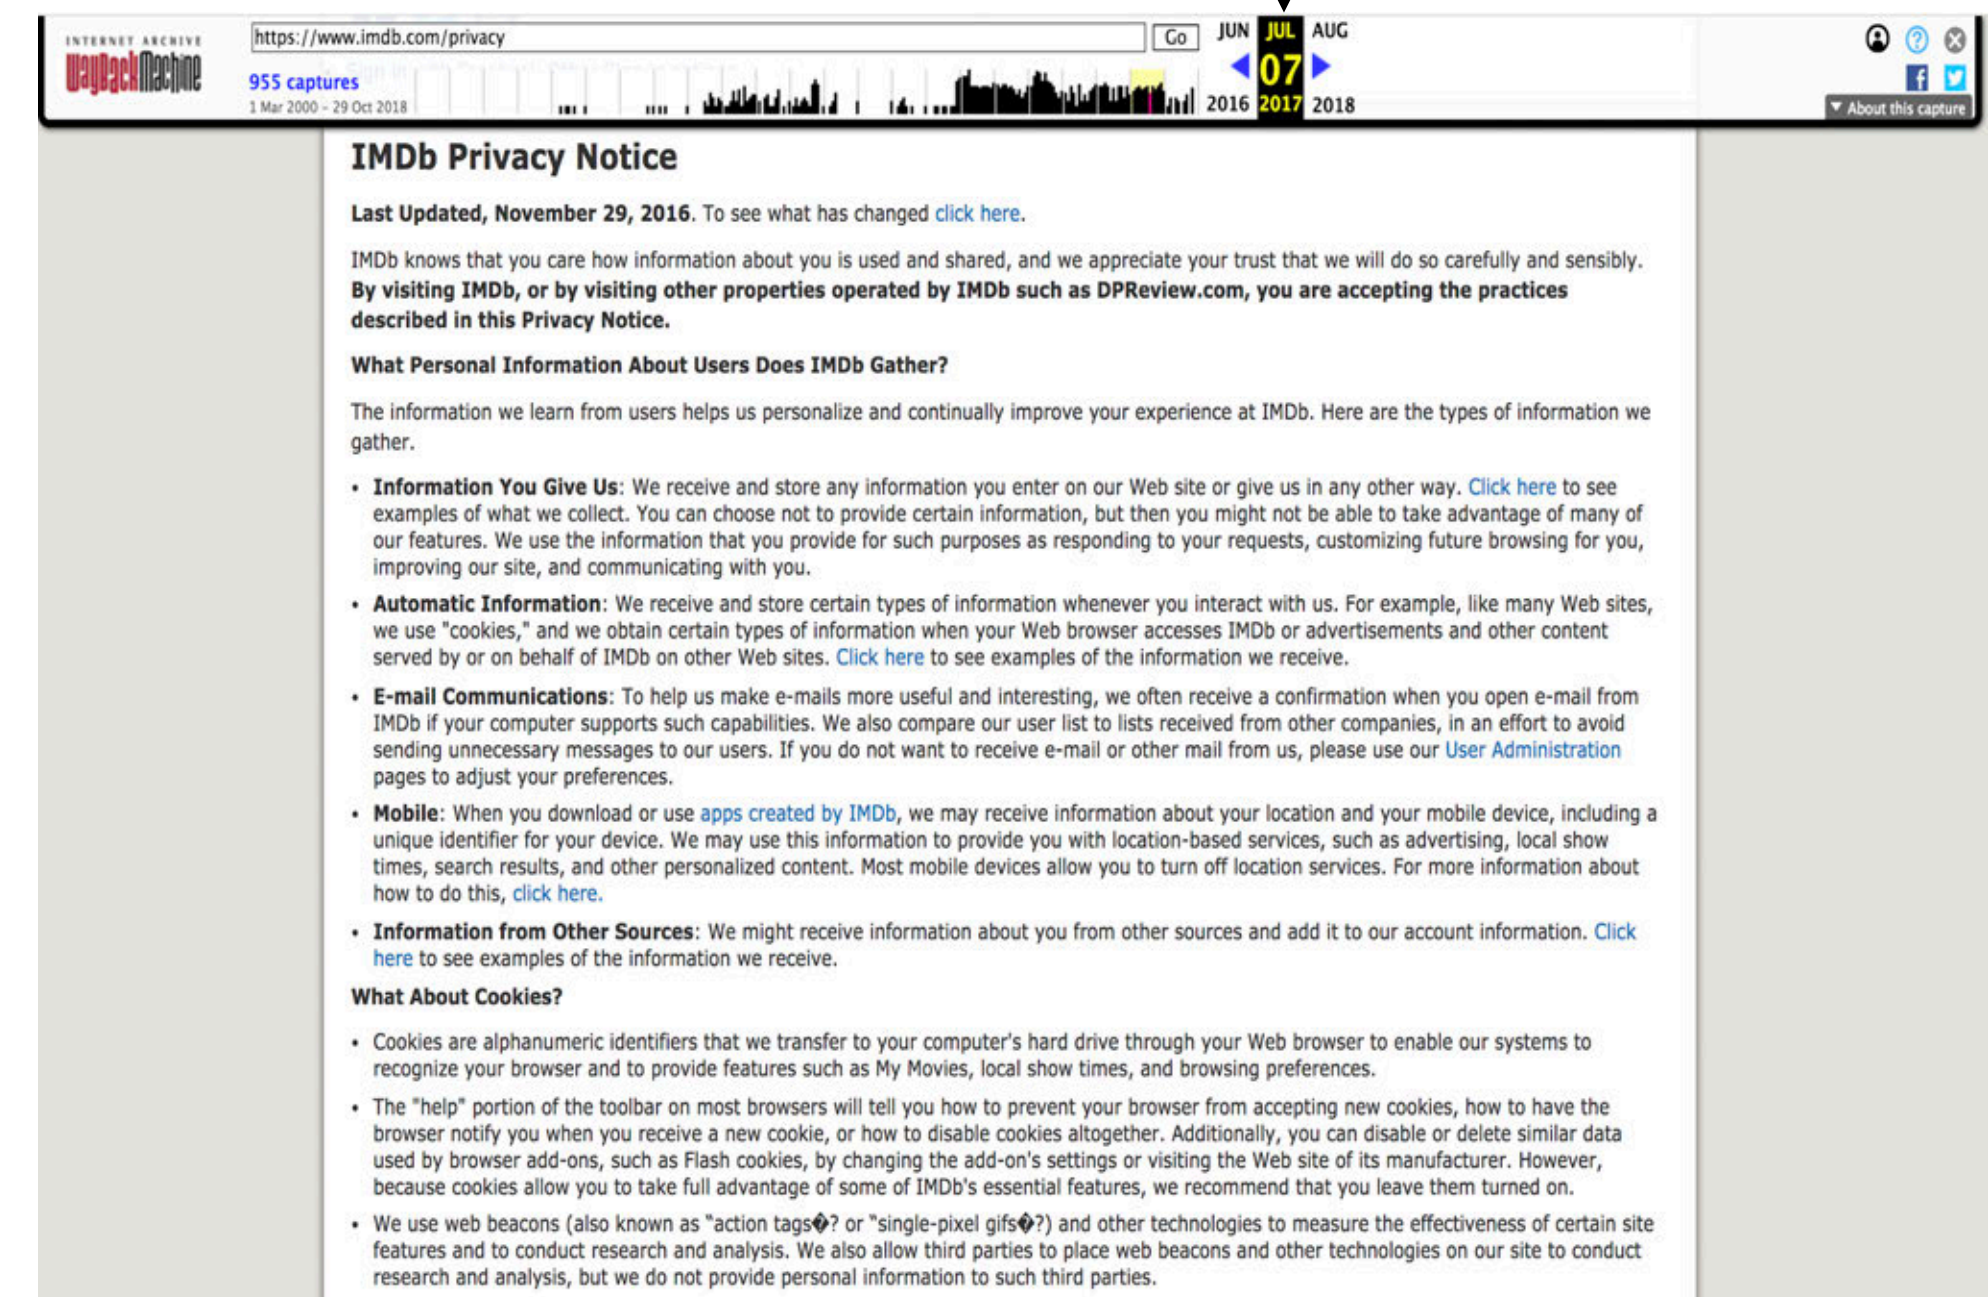 INTERNET ARCHIVE
WayBackMachine
https://www.imdb.com/privacy
Go
JUN JUL AUG
955 captures
07
1 Mar 2000 – 29 Oct 2018
2016 2017 2018
▼ About this capture
IMDb Privacy Notice
Last Updated, November 29, 2016. To see what has changed click here.
IMDb knows that you care how information about you is used and shared, and we appreciate your trust that we will do so carefully and sensibly.
By visiting IMDb, or by visiting other properties operated by IMDb such as DPReview.com, you are accepting the practices
described in this Privacy Notice.
What Personal Information About Users Does IMDb Gather?
The information we learn from users helps us personalize and continually improve your experience at IMDb. Here are the types of information we
gather.
• Information You Give Us: We receive and store any information you enter on our Web site or give us in any other way. Click here to see
examples of what we collect. You can choose not to provide certain information, but then you might not be able to take advantage of many of
our features. We use the information that you provide for such purposes as responding to your requests, customizing future browsing for you,
improving our site, and communicating with you.
• Automatic Information: We receive and store certain types of information whenever you interact with us. For example, like many Web sites,
we use "cookies," and we obtain certain types of information when your Web browser accesses IMDb or advertisements and other content
served by or on behalf of IMDb on other Web sites. Click here to see examples of the information we receive.
• E-mail Communications: To help us make e-mails more useful and interesting, we often receive a confirmation when you open e-mail from
IMDb if your computer supports such capabilities. We also compare our user list to lists received from other companies, in an effort to avoid
sending unnecessary messages to our users. If you do not want to receive e-mail or other mail from us, please use our User Administration
pages to adjust your preferences.
• Mobile: When you download or use apps created by IMDb, we may receive information about your location and your mobile device, including a
unique identifier for your device. We may use this information to provide you with location-based services, such as advertising, local show
times, search results, and other personalized content. Most mobile devices allow you to turn off location services. For more information about
how to do this, click here.
• Information from Other Sources: We might receive information about you from other sources and add it to our account information. Click
here to see examples of the information we receive.
What About Cookies?
• Cookies are alphanumeric identifiers that we transfer to your computer's hard drive through your Web browser to enable our systems to
recognize your browser and to provide features such as My Movies, local show times, and browsing preferences.
• The "help" portion of the toolbar on most browsers will tell you how to prevent your browser from accepting new cookies, how to have the
browser notify you when you receive a new cookie, or how to disable cookies altogether. Additionally, you can disable or delete similar data
used by browser add-ons, such as Flash cookies, by changing the add-on's settings or visiting the Web site of its manufacturer. However,
because cookies allow you to take full advantage of some of IMDb's essential features, we recommend that you leave them turned on.
• We use web beacons (also known as "action tags�? or "single-pixel gifs�?) and other technologies to measure the effectiveness of certain site
features and to conduct research and analysis. We also allow third parties to place web beacons and other technologies on our site to conduct
research and analysis, but we do not provide personal information to such third parties.